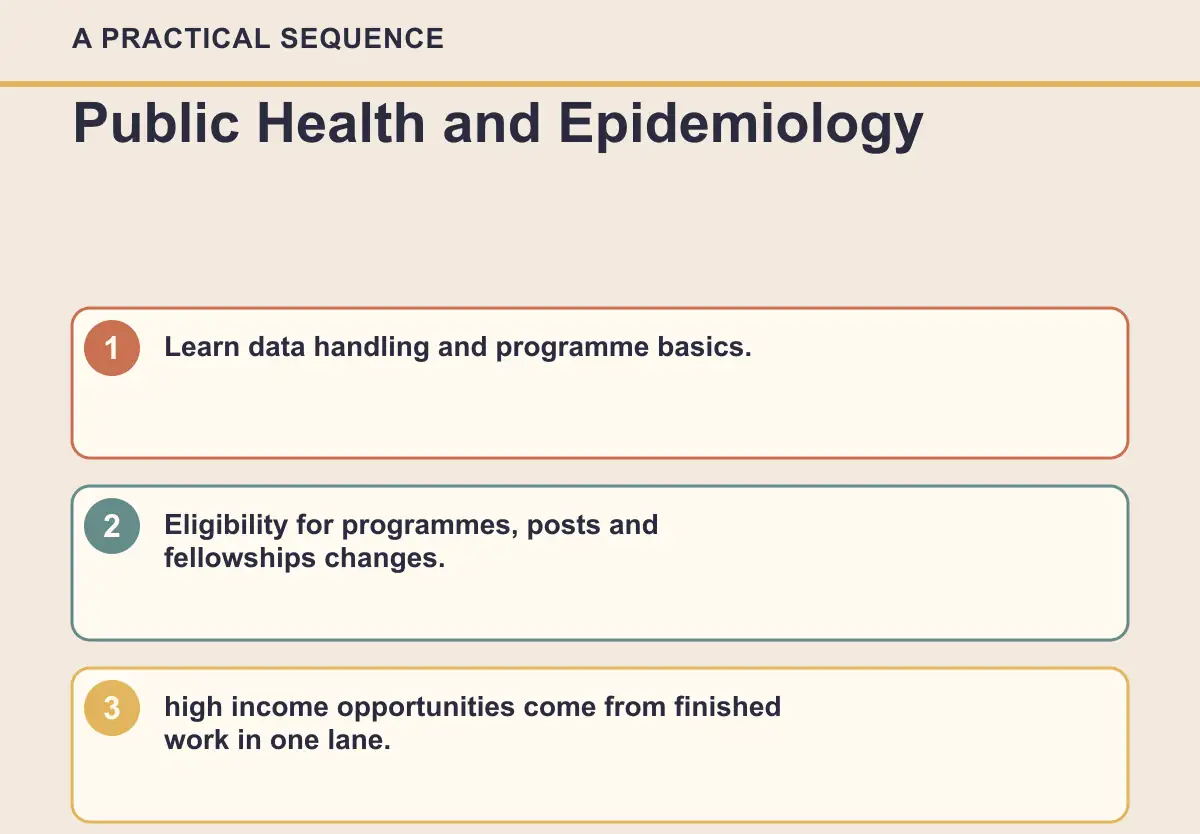 A PRACTICAL SEQUENCE
Public Health and Epidemiology
1
Learn data handling and programme basics.
2
Eligibility for programmes, posts and
fellowships changes.
3
high income opportunities come from finished
work in one lane.